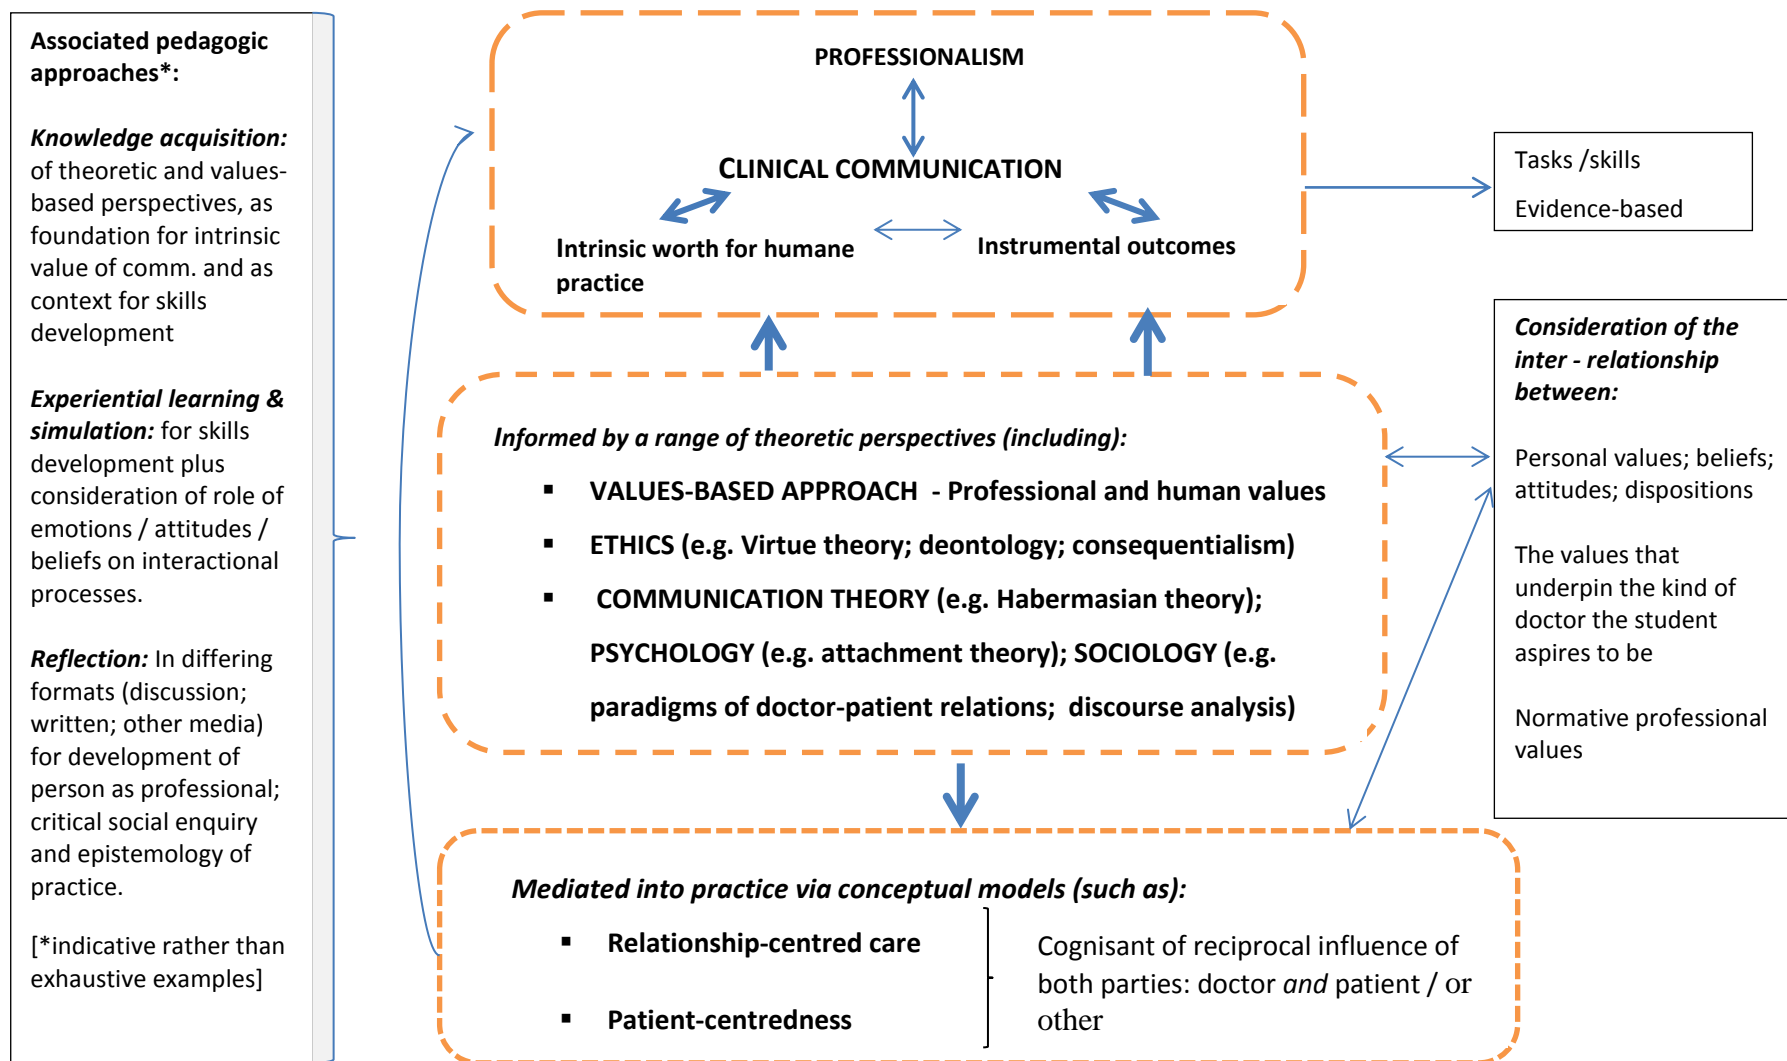 Associated pedagogic
approaches*:
Knowledge acquisition:
of theoretic and values-
based perspectives, as
foundation for intrinsic
value of comm. and as
context for skills
development
Experiential learning &
simulation: for skills
development plus
consideration of role of
emotions / attitudes /
beliefs on interactional
processes.
Reflection: In differing
formats (discussion;
written; other media)
for development of
person as professional;
critical social enquiry
and epistemology of
practice.
[*indicative rather than
exhaustive examples]
PROFESSIONALISM
CLINICAL COMMUNICATION
Intrinsic worth for humane
practice
Instrumental outcomes
Informed by a range of theoretic perspectives (including):
▪ VALUES-BASED APPROACH - Professional and human values
▪ ETHICS (e.g. Virtue theory; deontology; consequentialism)
▪ COMMUNICATION THEORY (e.g. Habermasian theory);
PSYCHOLOGY (e.g. attachment theory); SOCIOLOGY (e.g.
paradigms of doctor-patient relations; discourse analysis)
Mediated into practice via conceptual models (such as):
▪ Relationship-centred care
▪ Patient-centredness
Cognisant of reciprocal influence of
both parties: doctor and patient / or
other
Tasks /skills
Evidence-based
Consideration of the
inter - relationship
between:
Personal values; beliefs;
attitudes; dispositions
The values that
underpin the kind of
doctor the student
aspires to be
Normative professional
values